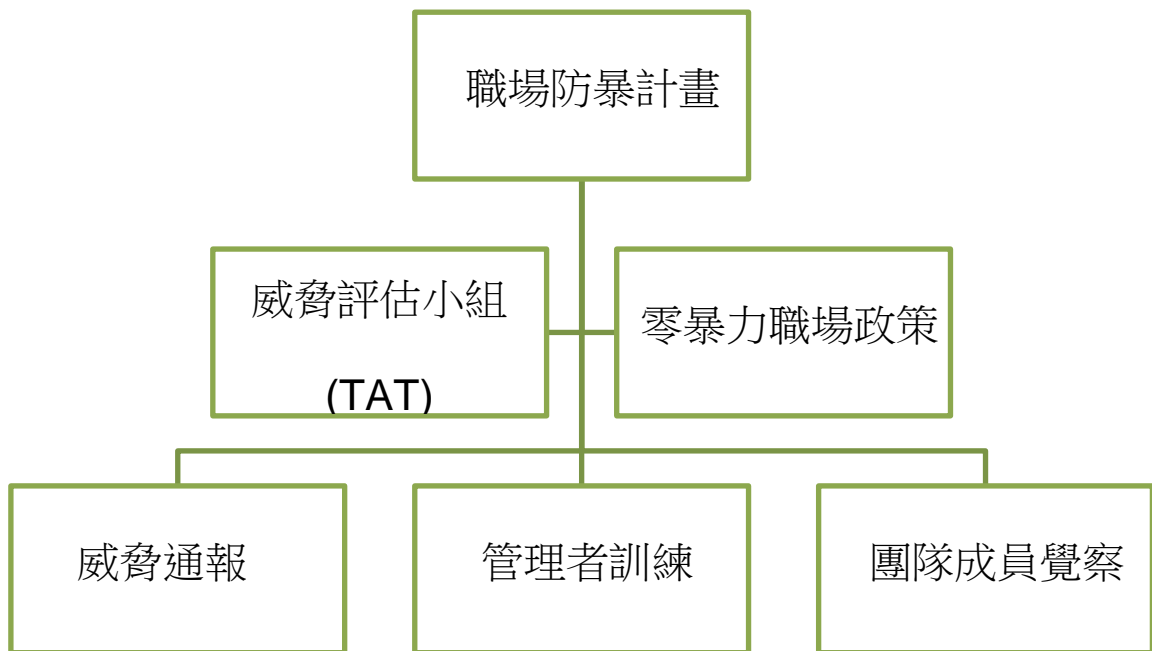 職場防暴計畫
威脅評估小組
(TAT)
零暴力職場政策
威脅通報
管理者訓練
團隊成員覺察